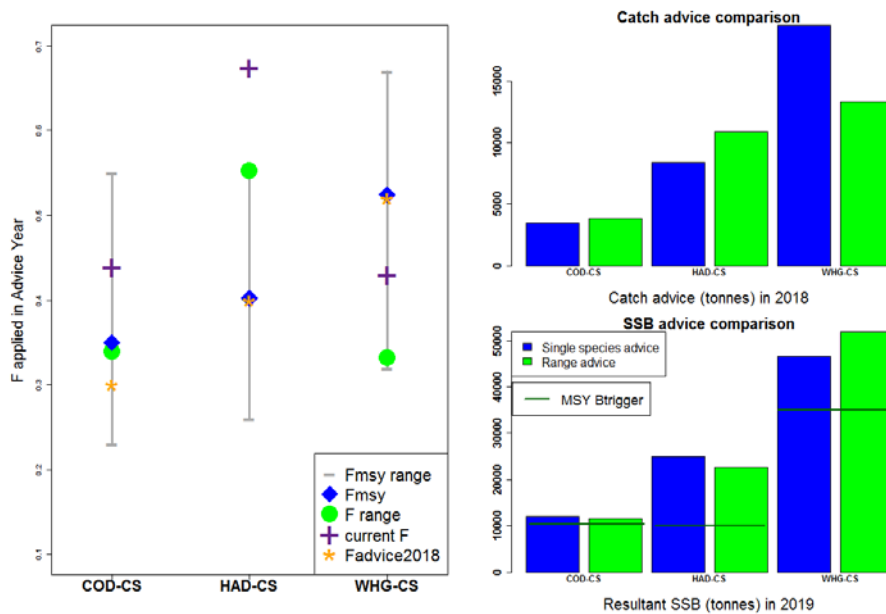 F applied in Advice Year
0.7
0.6
0.5
0.4
0.3
0.2
0.1
Fmsy range
Fmsy
F range
current F
Fadvice2018
COD-CS HAD-CS WHG-CS
Catch advice comparison
15000
10000
5000
0
COD-CS HAD-CS WHG-CS
Catch advice (tonnes) in 2018
SSB advice comparison
50000
40000
30000
20000
10000
0
Single species advice
Range advice
MSY Btrigger
COD-CS HAD-CS WHG-CS
Resultant SSB (tonnes) in 2019